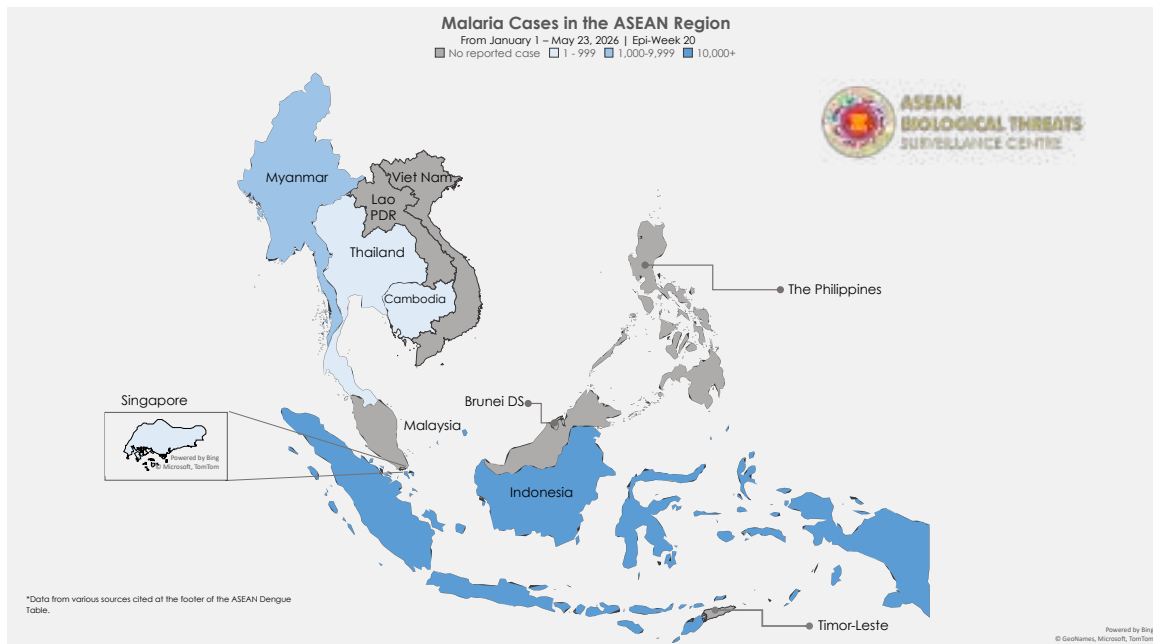 Malaria Cases in the ASEAN Region
From January 1 – May 23, 2026 | Epi-Week 20
No reported case 1 - 999 1,000-9,999 10,000+
ASEAN
BIOLOGICAL THREATS
SURVEILLANCE CENTRE
Myanmar
Viet Nam
Lao
PDR
Thailand
Cambodia
The Philippines
Singapore
Brunei DS
Malaysia
Powered by Bing
© Microsoft, TomTom
Indonesia
*Data from various sources cited at the footer of the ASEAN Dengue
Table.
Timor-Leste
Powered by Bing
© GeoNames, Microsoft, TomTom